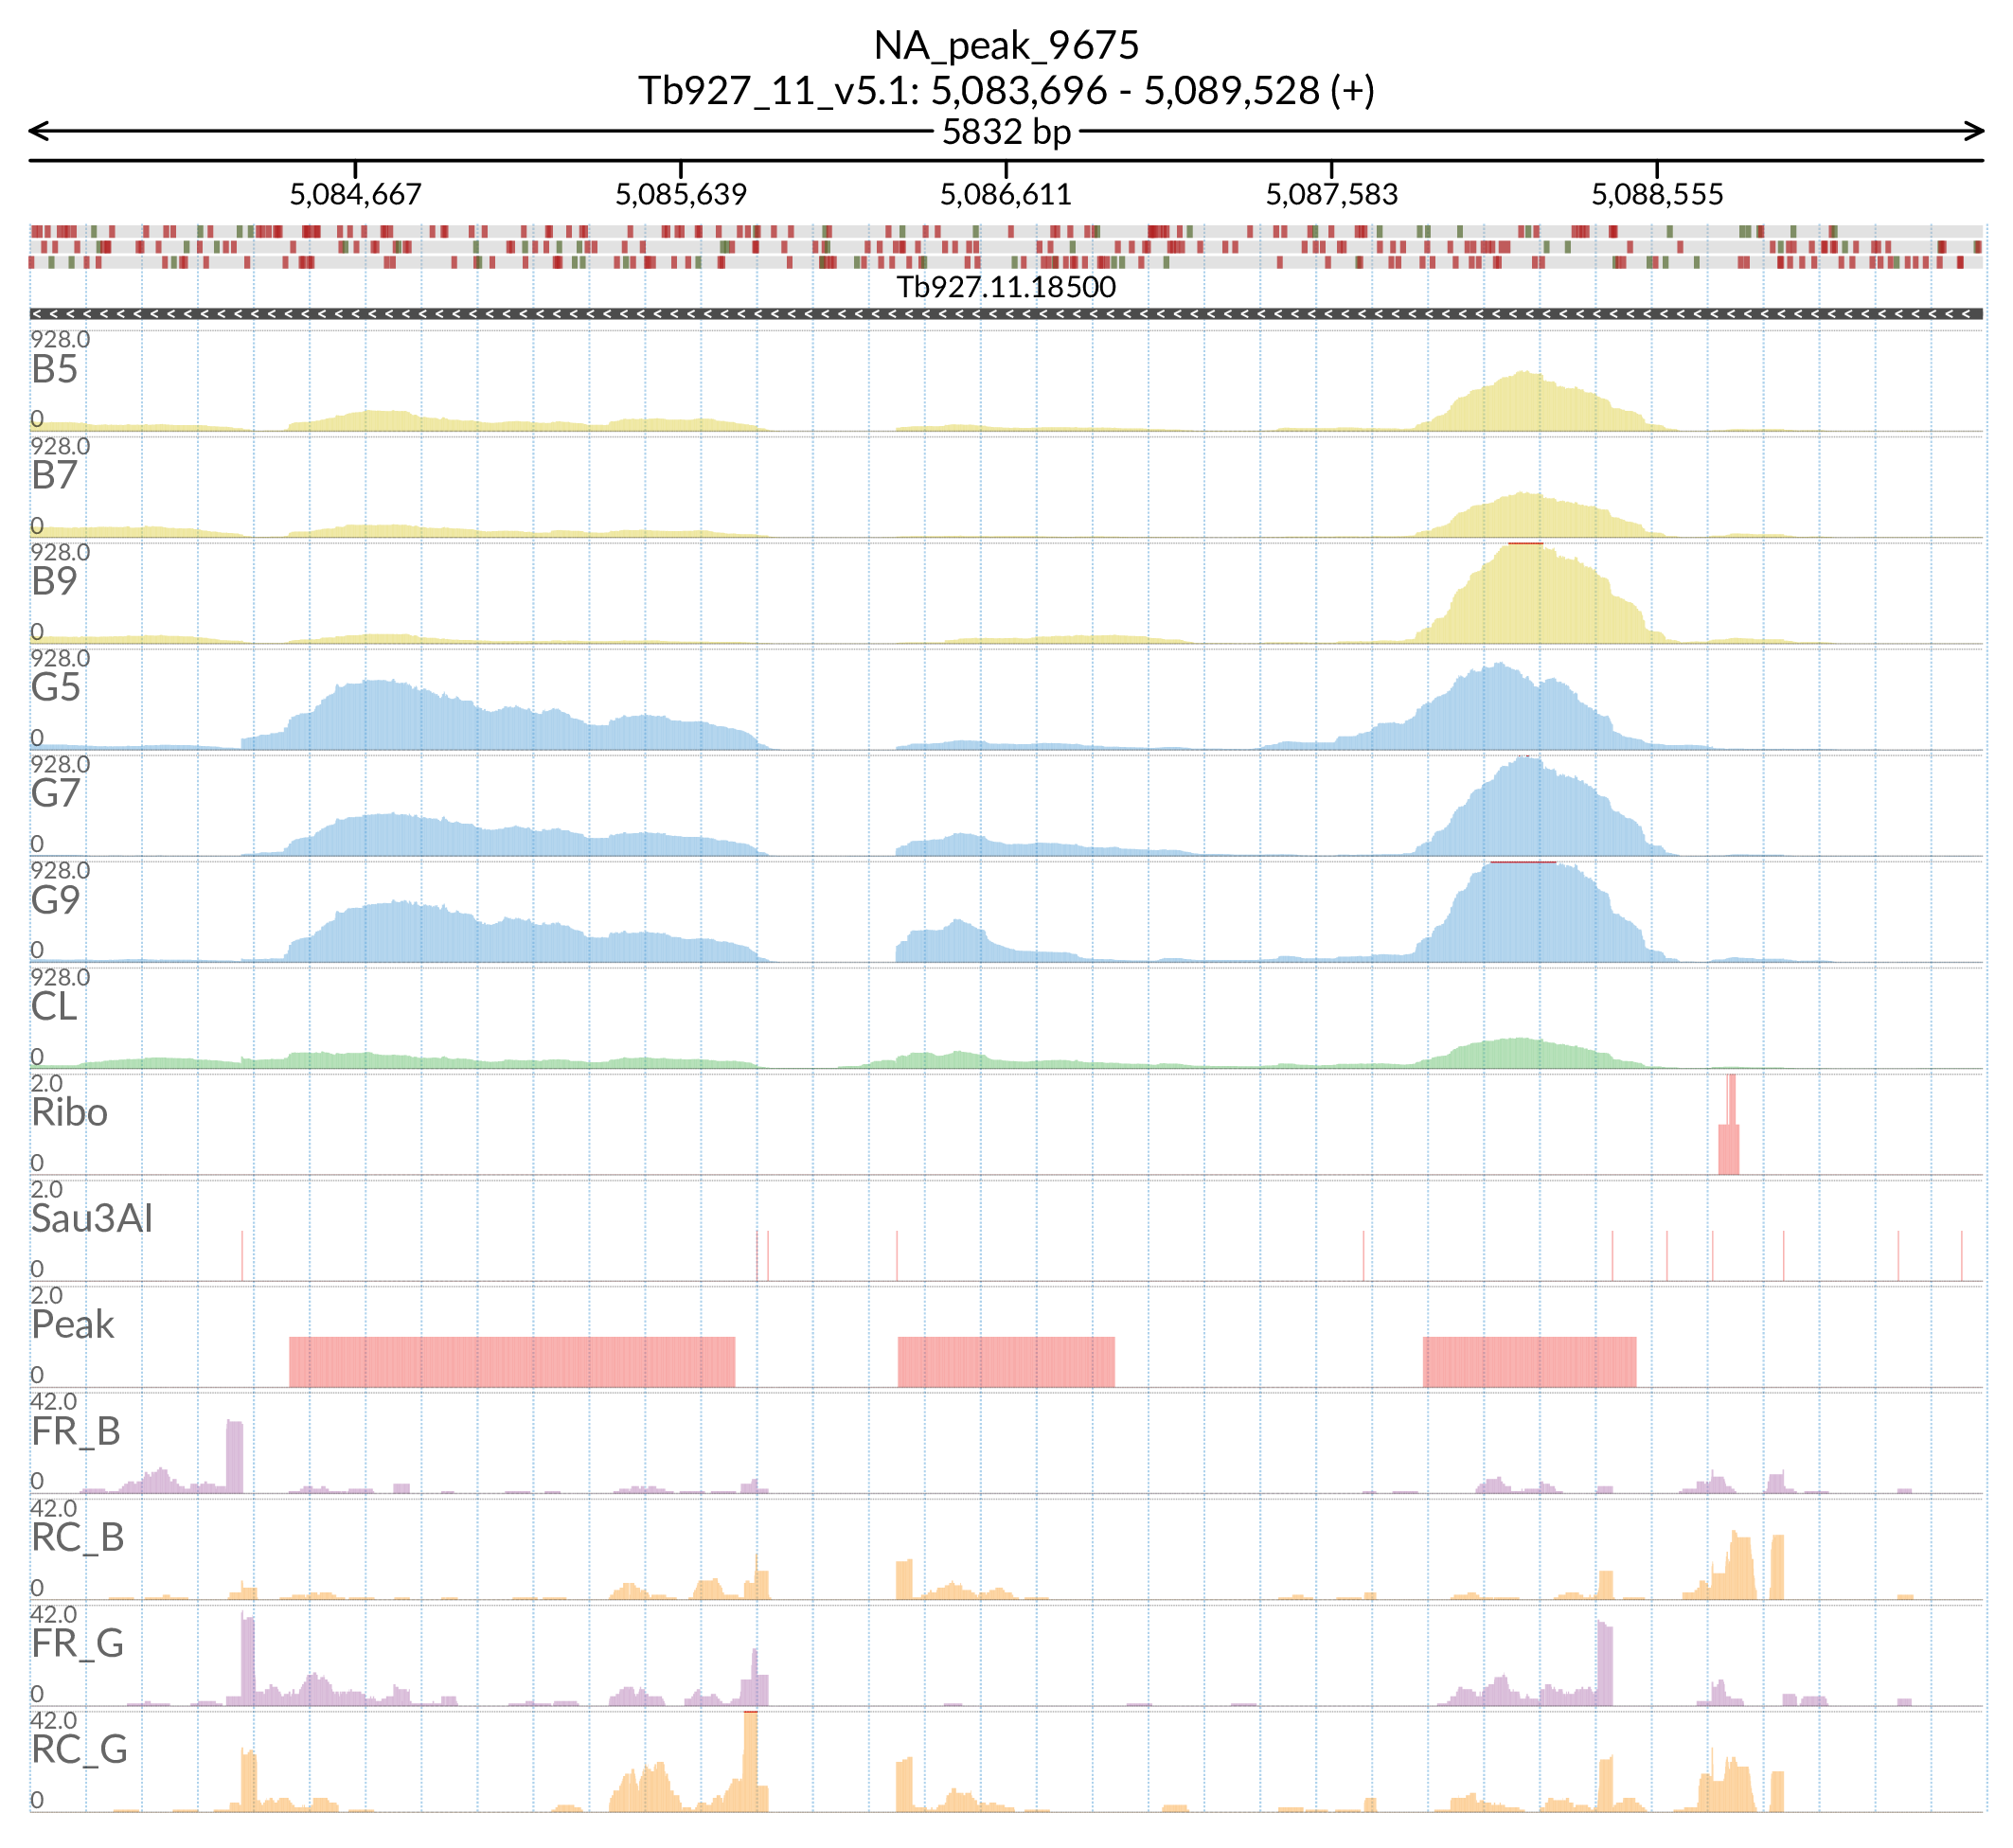 NA_peak_9675
Tb927_11_v5.1: 5,083,696 - 5,089,528 (+)
5832 bp
5,084,667 5,085,639 5,086,611 5,087,583 5,088,555
Tb927.11.18500
928.0
B5
0
928.0
B7
0
928.0
B9
0
928.0
G5
0
928.0
G7
0
928.0
G9
0
928.0
CL
0
2.0
Ribo
0
2.0
Sau3AI
0
2.0
Peak
0
42.0
FR_B
0
42.0
RC_B
0
42.0
FR_G
0
42.0
RC_G
0